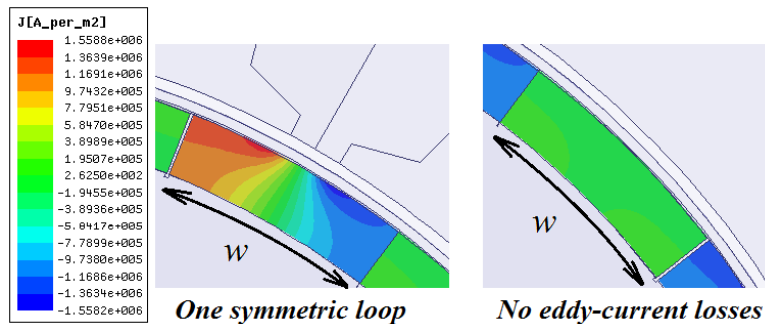 J[A_per_m2]
1.5588e+006
1.3639e+006
1.1691e+006
9.7432e+005
7.7951e+005
5.8470e+005
3.8989e+005
1.9507e+005
2.6250e+002
-1.9455e+005
-3.8936e+005
-5.8417e+005
-7.7899e+005
-9.7380e+005
-1.1686e+006
-1.3634e+006
-1.5582e+006
w
w
One symmetric loop
No eddy-current losses